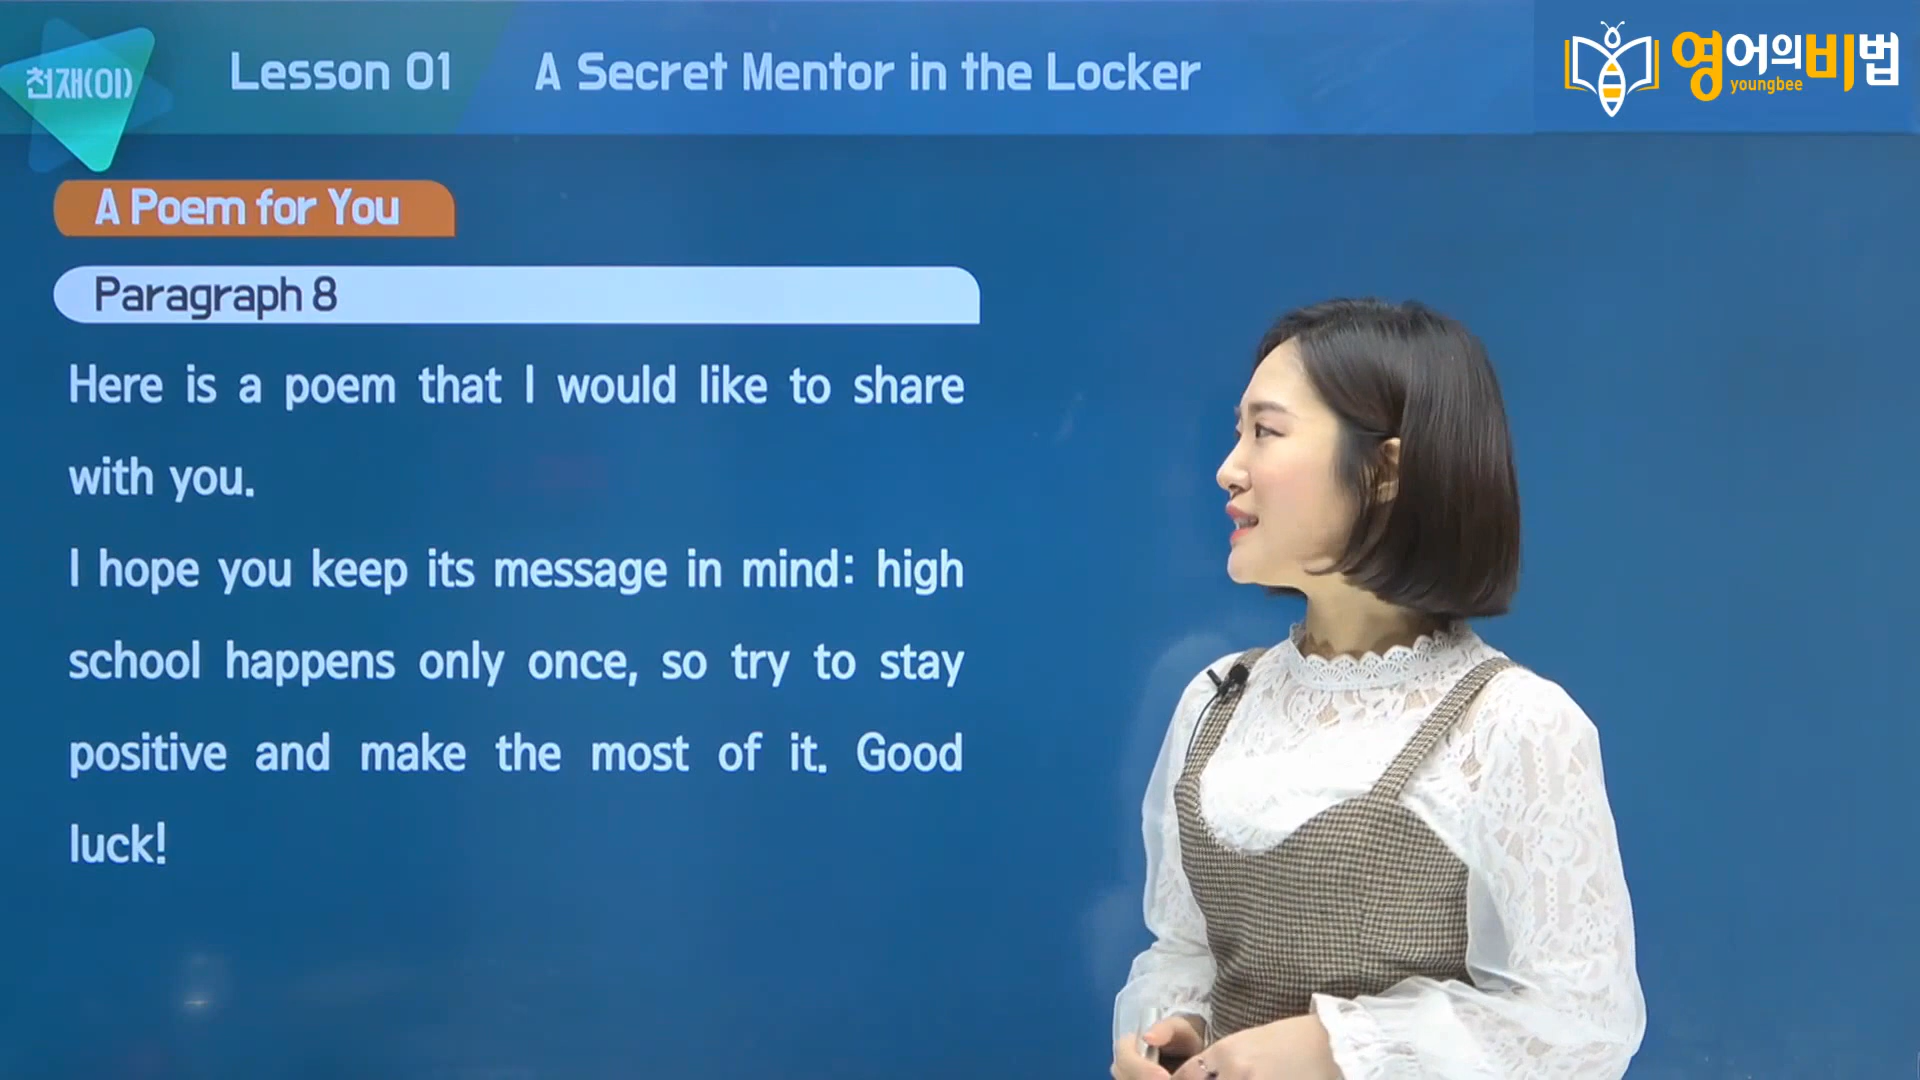 천재(이)
Lesson 01 A Secret Mentor in the Locker
영어의비법
youngbee
A Poem for You
Paragraph 8
Here is a poem that I would like to share
with you.
I hope you keep its message in mind: high
school happens only once, so try to stay
positive and make the most of it. Good
luck!